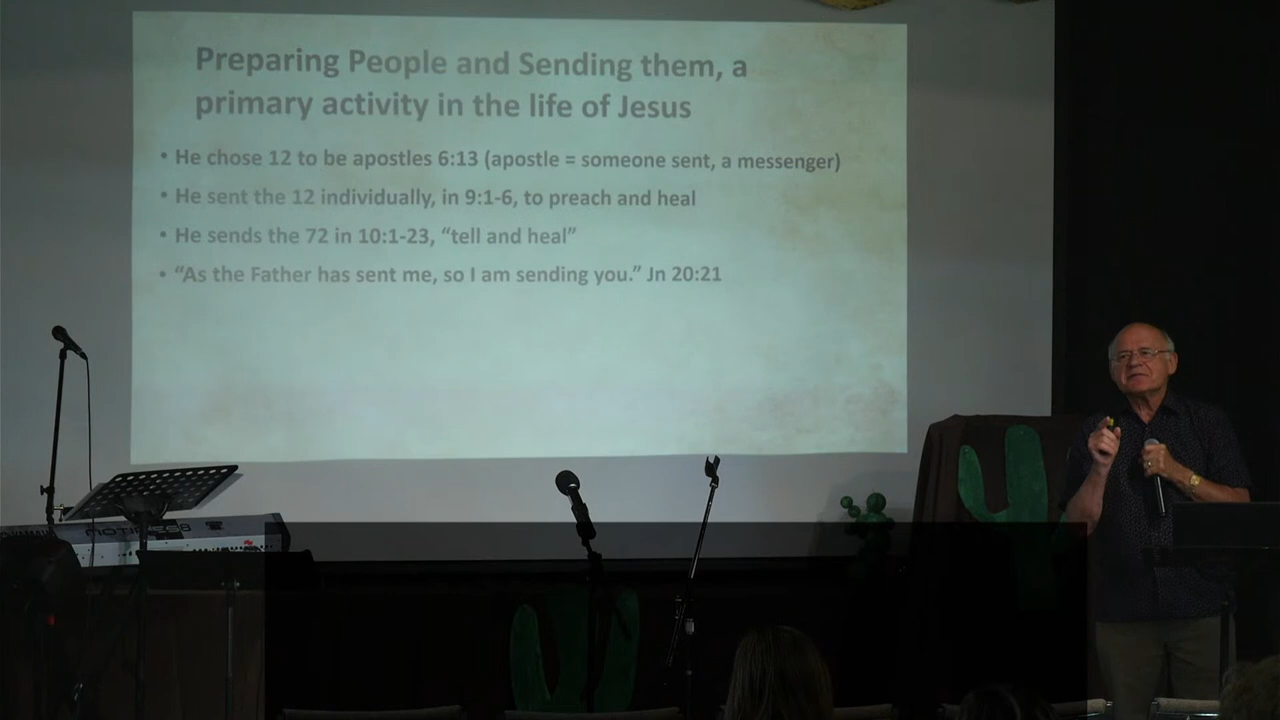 Preparing People and Sending them, a
primary activity in the life of Jesus
• He chose 12 to be apostles 6:13 (apostle = someone sent, a messenger)
• He sent the 12 individually, in 9:1-6, to preach and heal
• He sends the 72 in 10:1-23, “tell and heal”
• “As the Father has sent me, so I am sending you.” Jn 20:21